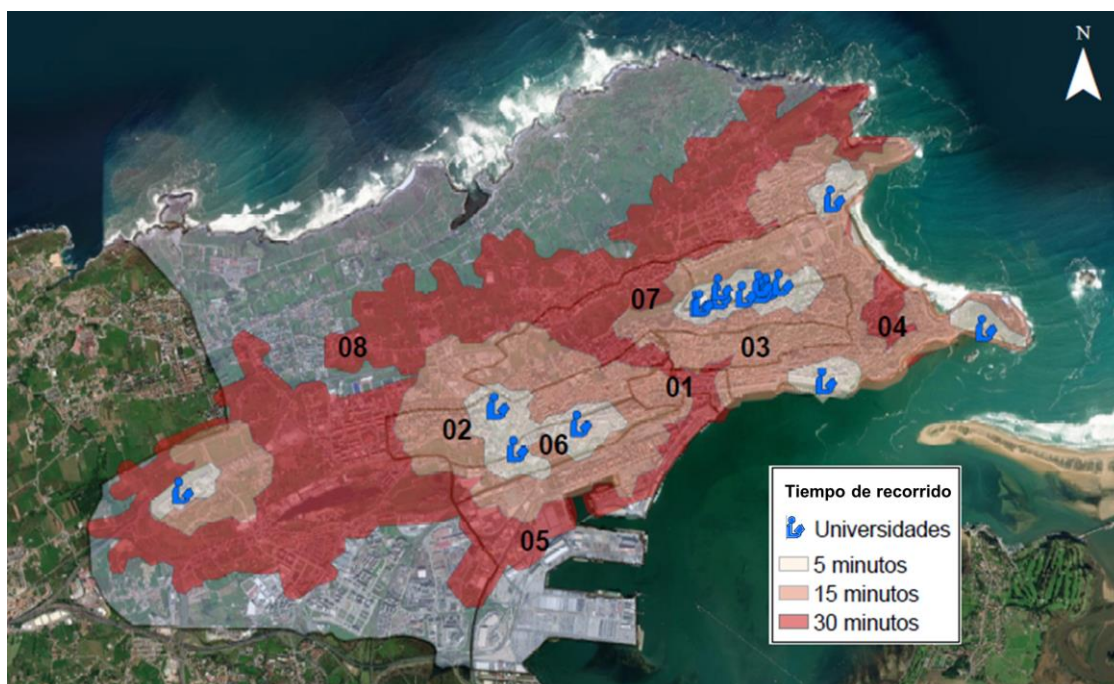 N
07
04
03
08
01
02
06
05
Tiempo de recorrido
Universidades
5 minutos
15 minutos
30 minutos